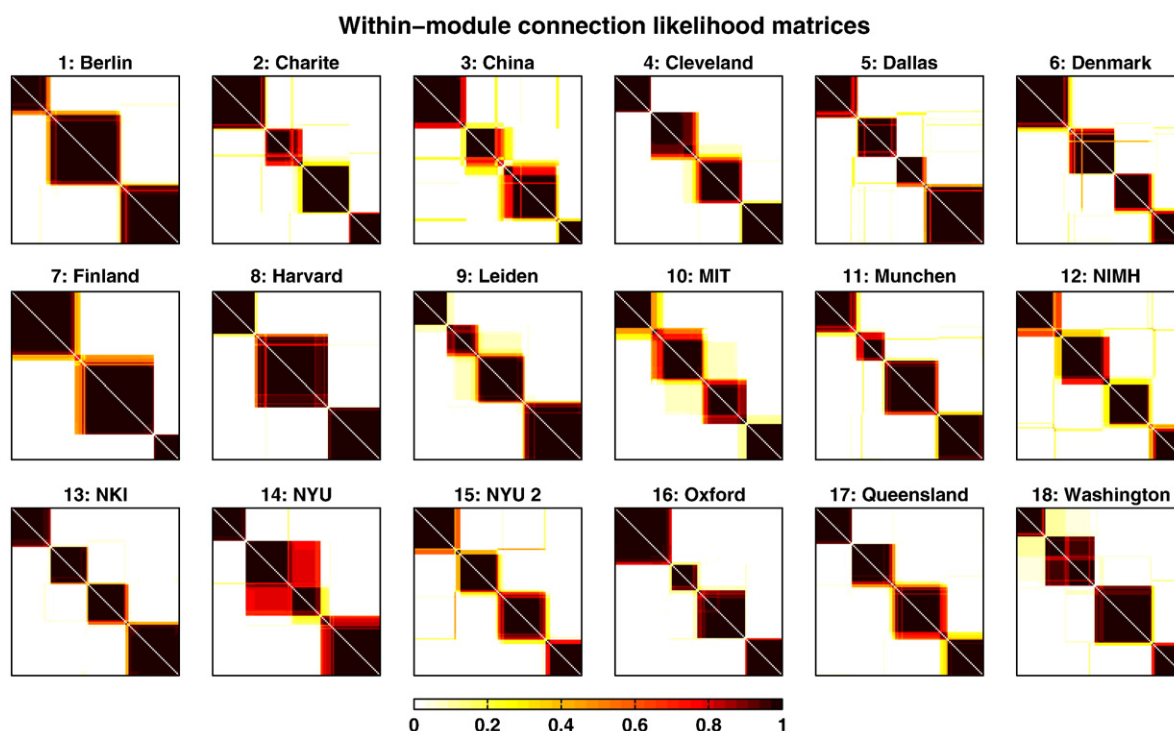 Within-module connection likelihood matrices
1: Berlin 2: Charite 3: China 4: Cleveland 5: Dallas 6: Denmark
7: Finland 8: Harvard 9: Leiden 10: MIT 11: Munchen 12: NIMH
13: NKI 14: NYU 15: NYU 2 16: Oxford 17: Queensland 18: Washington
0 0.2 0.4 0.6 0.8 1